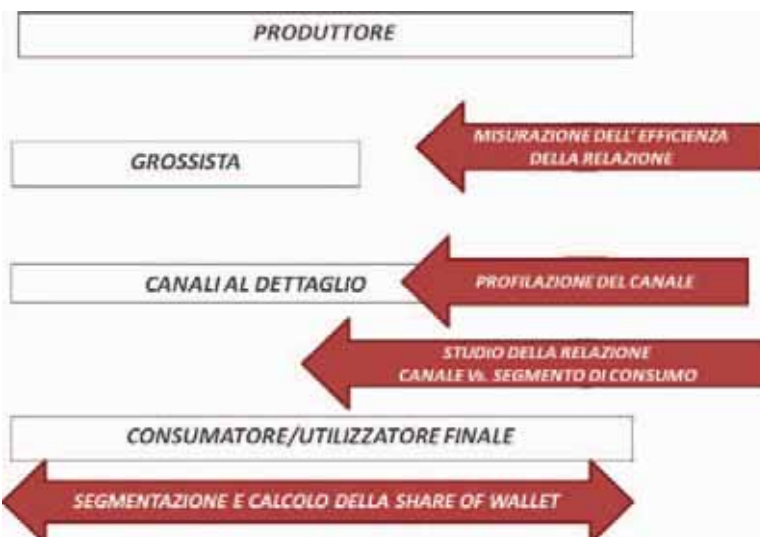 PRODUTTORE
MISURAZIONE DELL' EFFICIENZA
DELLA RELAZIONE
GROSSISTA
CANALI AL DETTAGLIO
PROFILAZIONE DEL CANALE
STUDIO DELLA RELAZIONE
CANALE Vs. SEGMENTO DI CONSUMO
CONSUMATORE/UTILIZZATORE FINALE
SEGMENTAZIONE E CALCOLO DELLA SHARE OF WALLET